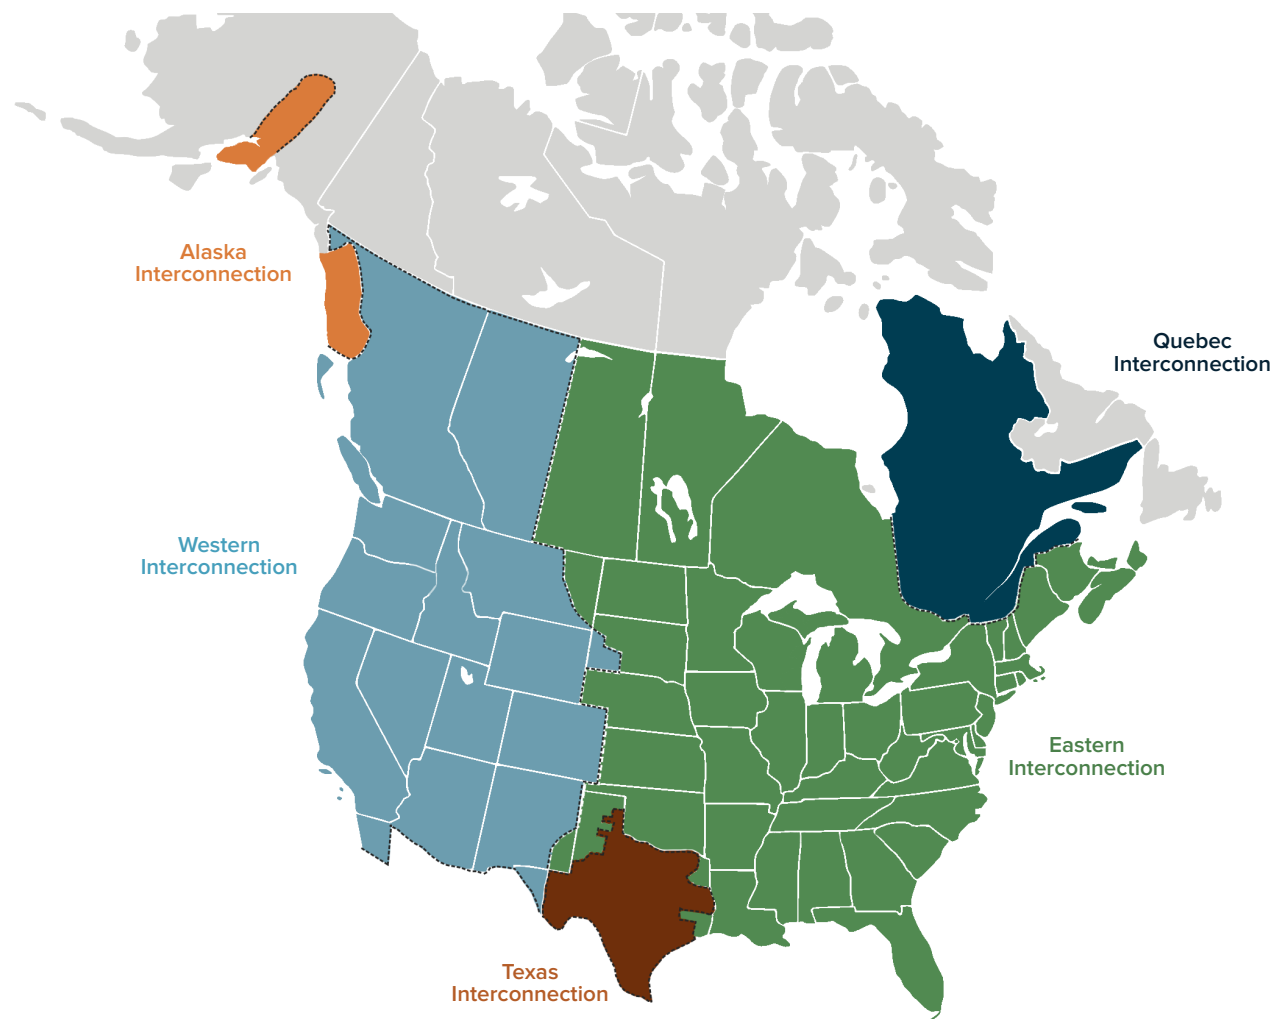 Alaska
Interconnection
Quebec
Interconnection
Western
Interconnection
Eastern
Interconnection
Texas
Interconnection